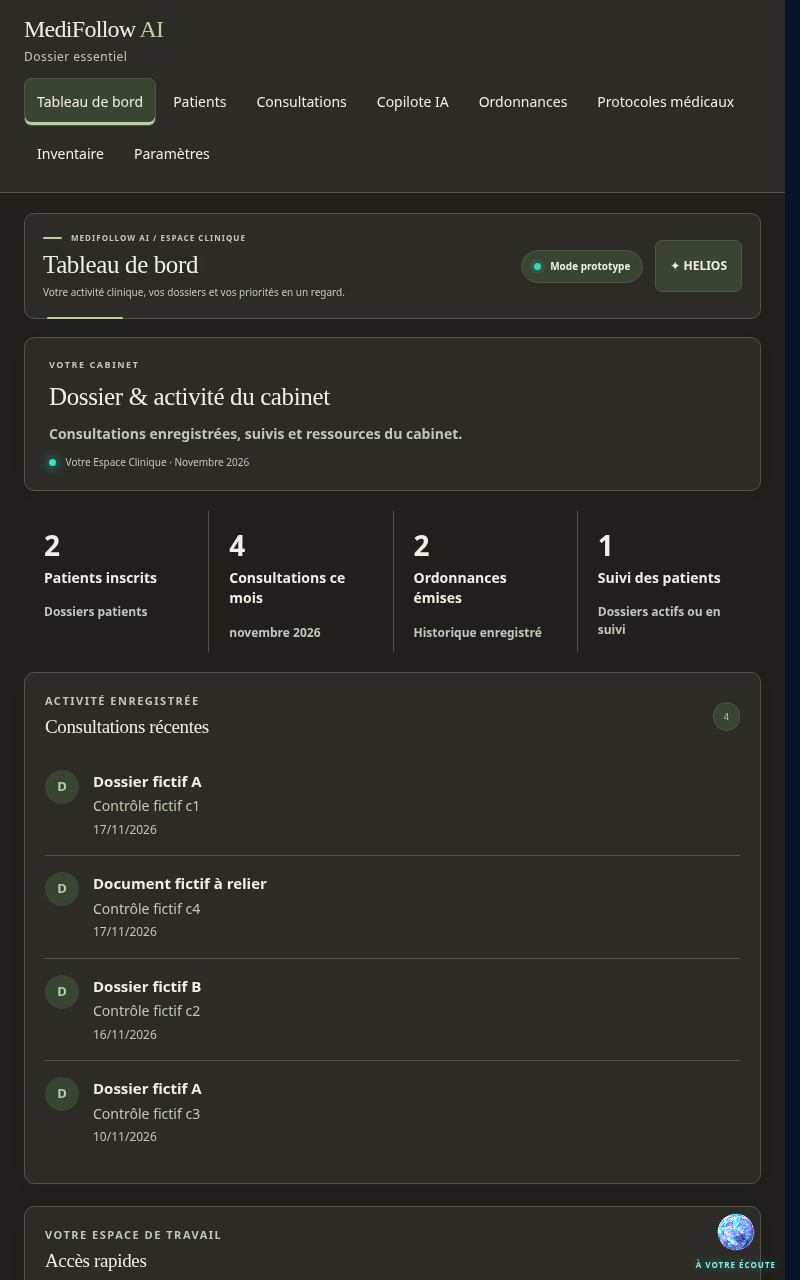 MediFollow AI
Dossier essentiel
Tableau de bord Patients Consultations Copilote IA Ordonnances Protocoles médicaux
Inventaire Paramètres
MEDIFOLLOW AI / ESPACE CLINIQUE
Tableau de bord
Votre activité clinique, vos dossiers et vos priorités en un regard.
Mode prototype
✦ HELIOS
VOTRE CABINET
Dossier & activité du cabinet
Consultations enregistrées, suivis et ressources du cabinet.
Votre Espace Clinique · Novembre 2026
2
Patients inscrits
Dossiers patients
4
Consultations ce
mois
novembre 2026
2
Ordonnances
émises
Historique enregistré
1
Suivi des patients
Dossiers actifs ou en
suivi
ACTIVITÉ ENREGISTRÉE
Consultations récentes
4
D
Dossier fictif A
Contrôle fictif c1
17/11/2026
D
Document fictif à relier
Contrôle fictif c4
17/11/2026
D
Dossier fictif B
Contrôle fictif c2
16/11/2026
D
Dossier fictif A
Contrôle fictif c3
10/11/2026
VOTRE ESPACE DE TRAVAIL
Accès rapides
À VOTRE ÉCOUTE